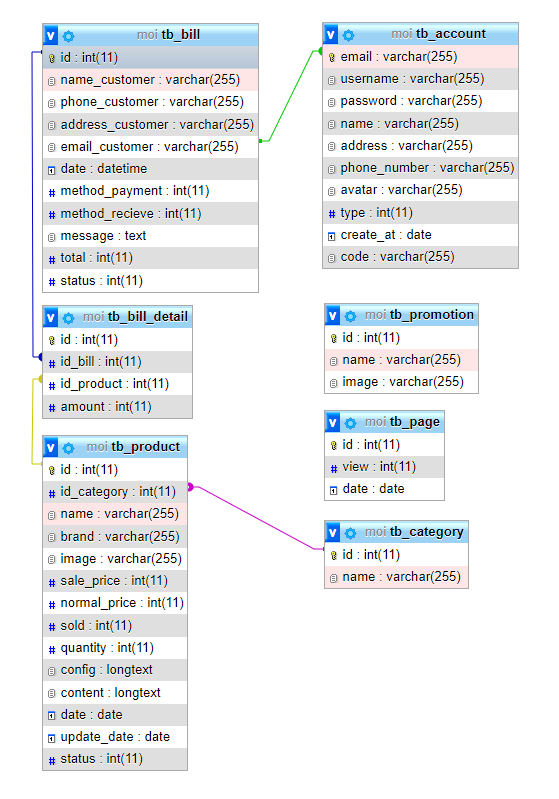 v moi tb_bill
id : int(11)
name_customer : varchar(255)
phone_customer : varchar(255)
address_customer : varchar(255)
email_customer : varchar(255)
date : datetime
# method_payment : int(11)
# method_recieve : int(11)
message : text
# total : int(11)
# status : int(11)
v moi tb_account
email : varchar(255)
username : varchar(255)
password : varchar(255)
name : varchar(255)
address : varchar(255)
phone_number : varchar(255)
avatar : varchar(255)
# type : int(11)
create_at : date
code : varchar(255)
v moi tb_bill_detail
id : int(11)
# id_bill : int(11)
# id_product : int(11)
# amount : int(11)
v moi tb_promotion
id : int(11)
name : varchar(255)
image : varchar(255)
v moi tb_page
id : int(11)
# view : int(11)
date : date
v moi tb_product
id : int(11)
# id_category : int(11)
name : varchar(255)
brand : varchar(255)
image : varchar(255)
# sale_price : int(11)
# normal_price : int(11)
# sold : int(11)
# quantity : int(11)
config : longtext
content : longtext
date : date
update_date : date
# status : int(11)
v moi tb_category
id : int(11)
name : varchar(255)